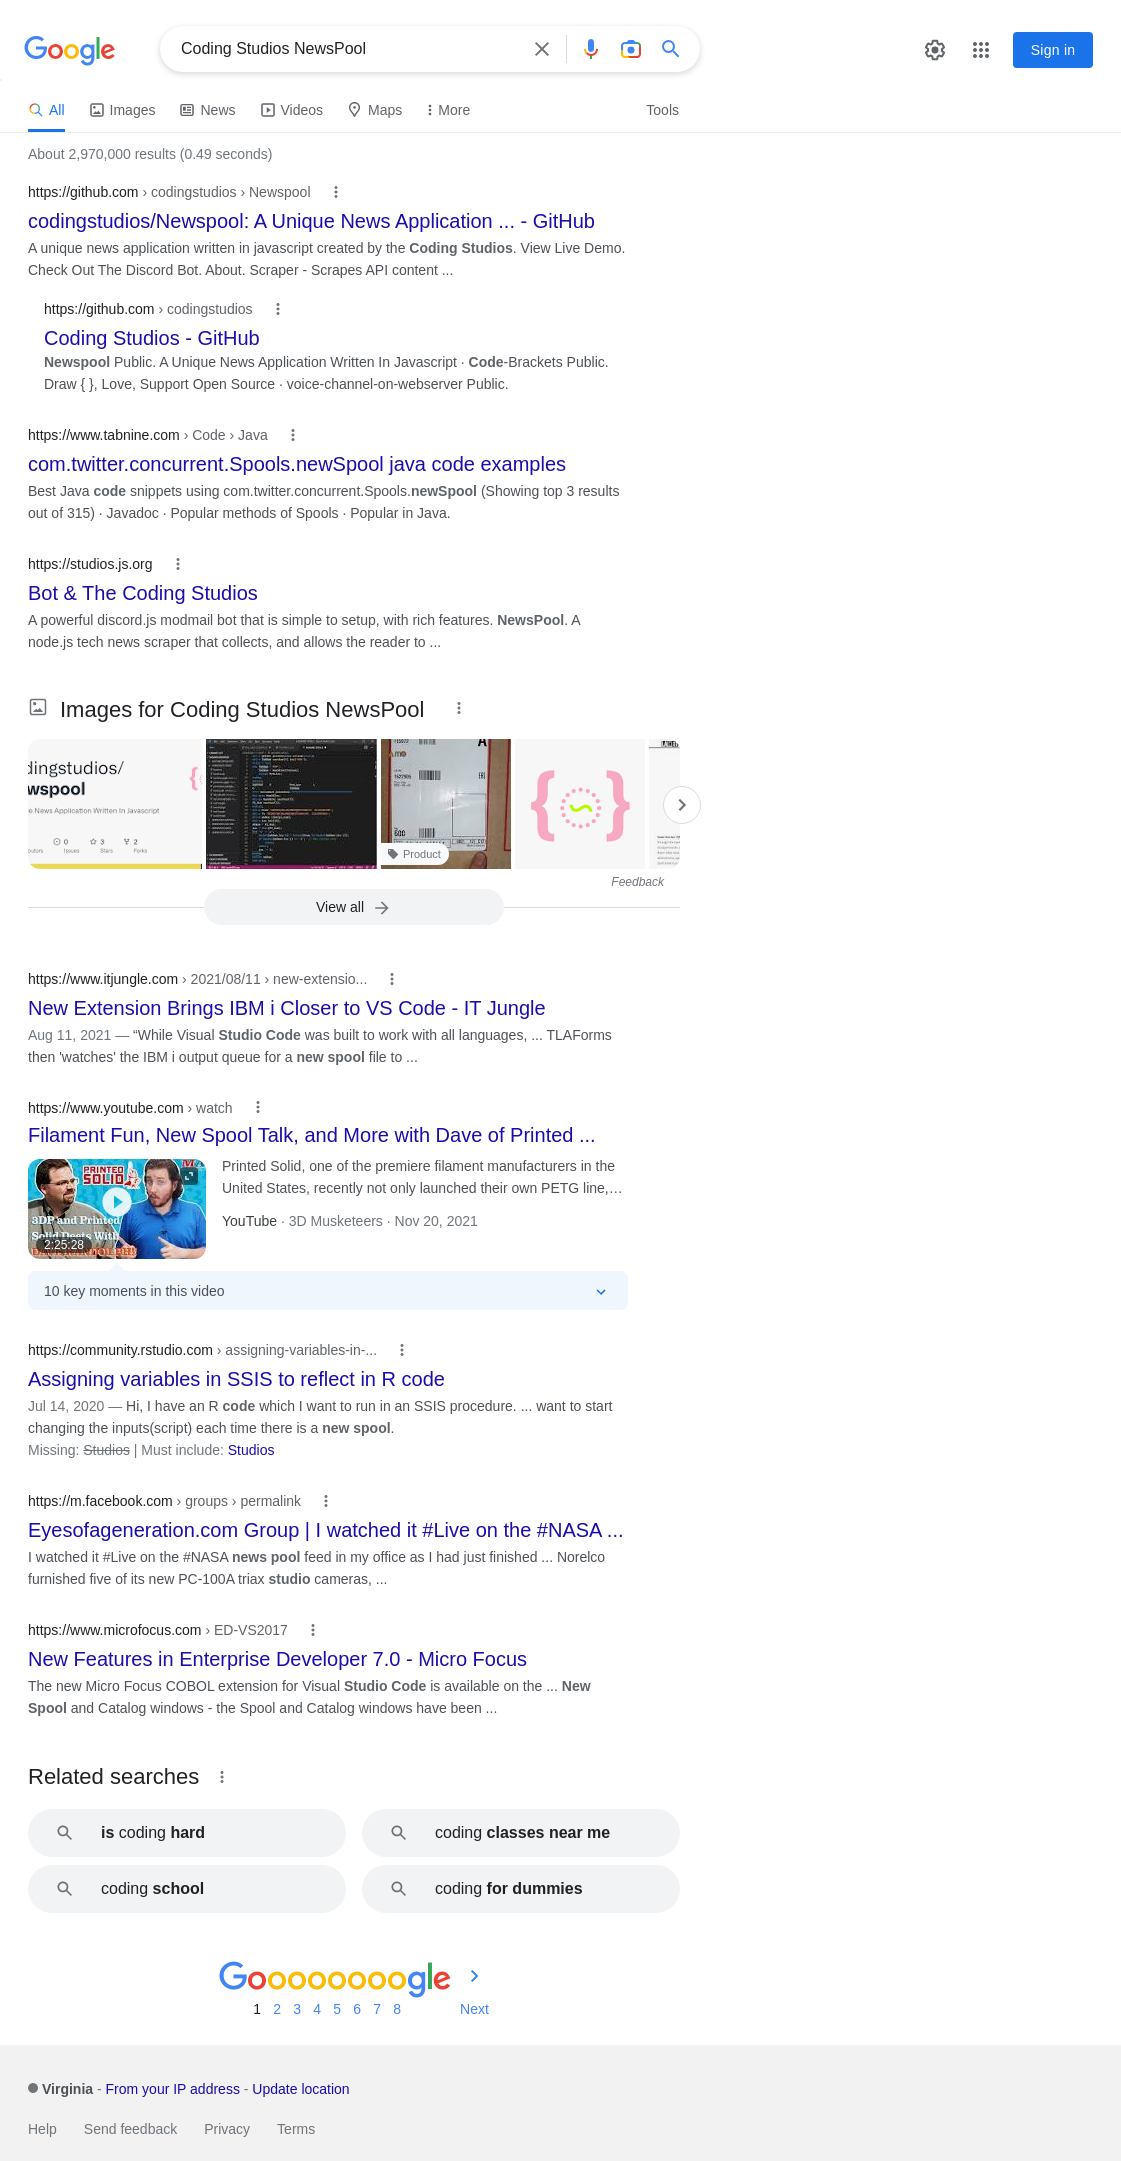 Google
Coding Studios NewsPool
Sign in
All
Images
News
Videos
Maps
More
Tools
About 2,970,000 results (0.49 seconds)
https://github.com › codingstudios › Newspool
codingstudios/Newspool: A Unique News Application ... - GitHub
A unique news application written in javascript created by the Coding Studios. View Live Demo.
Check Out The Discord Bot. About. Scraper - Scrapes API content ...
https://github.com › codingstudios
Coding Studios - GitHub
Newspool Public. A Unique News Application Written In Javascript · Code-Brackets Public.
Draw { }, Love, Support Open Source · voice-channel-on-webserver Public.
https://www.tabnine.com › Code › Java
com.twitter.concurrent.Spools.newSpool java code examples
Best Java code snippets using com.twitter.concurrent.Spools.newSpool (Showing top 3 results
out of 315) · Javadoc · Popular methods of Spools · Popular in Java.
https://studios.js.org
Bot & The Coding Studios
A powerful discord.js modmail bot that is simple to setup, with rich features. NewsPool. A
node.js tech news scraper that collects, and allows the reader to ...
Images for Coding Studios NewsPool
dingstudios/
wspool
e News Application Written In Javascript
0
3
2
utors
Issues
Stars
Forks
Product
Feedback
View all
https://www.itjungle.com › 2021/08/11 › new-extensio...
New Extension Brings IBM i Closer to VS Code - IT Jungle
Aug 11, 2021 — “While Visual Studio Code was built to work with all languages, ... TLAForms
then 'watches' the IBM i output queue for a new spool file to ...
https://www.youtube.com › watch
Filament Fun, New Spool Talk, and More with Dave of Printed ...
PRINTED
SOLID
3DP and Printed
Solid Deets With
2:25:28
Printed Solid, one of the premiere filament manufacturers in the
United States, recently not only launched their own PETG line,…
YouTube · 3D Musketeers · Nov 20, 2021
10 key moments in this video
https://community.rstudio.com › assigning-variables-in-...
Assigning variables in SSIS to reflect in R code
Jul 14, 2020 — Hi, I have an R code which I want to run in an SSIS procedure. ... want to start
changing the inputs(script) each time there is a new spool.
Missing: Studios | Must include: Studios
https://m.facebook.com › groups › permalink
Eyesofageneration.com Group | I watched it #Live on the #NASA ...
I watched it #Live on the #NASA news pool feed in my office as I had just finished ... Norelco
furnished five of its new PC-100A triax studio cameras, ...
https://www.microfocus.com › ED-VS2017
New Features in Enterprise Developer 7.0 - Micro Focus
The new Micro Focus COBOL extension for Visual Studio Code is available on the ... New
Spool and Catalog windows - the Spool and Catalog windows have been ...
Related searches
is coding hard
coding classes near me
coding school
coding for dummies
Goooooooogle
1 2 3 4 5 6 7 8 Next
Virginia - From your IP address - Update location
Help Send feedback Privacy Terms